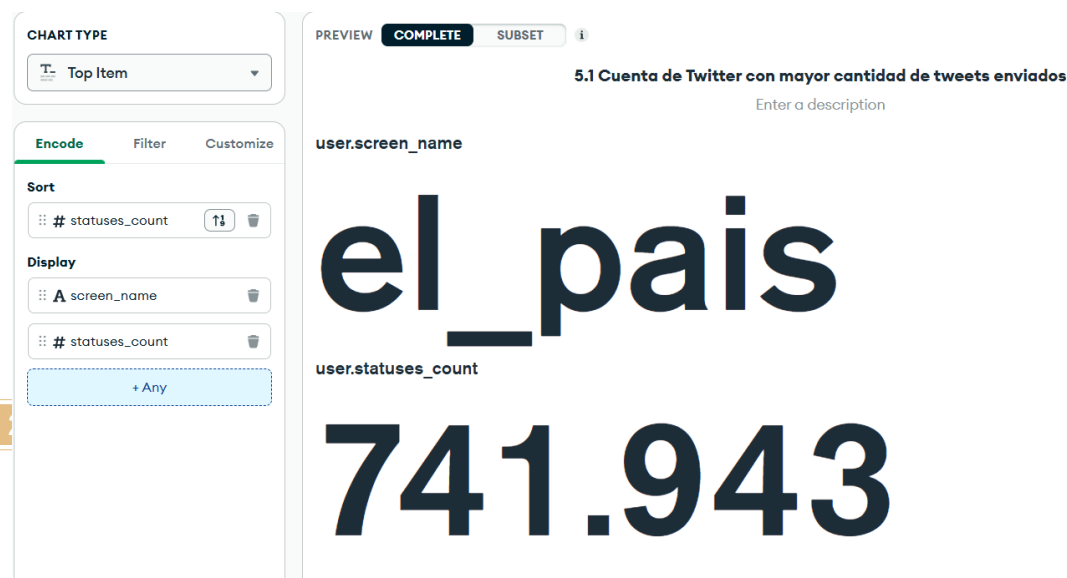 CHART TYPE
Top Item
Encode Filter Customize
Sort
# statuses_count
Display
A screen_name
# statuses_count
+ Any
PREVIEW COMPLETE SUBSET i
5.1 Cuenta de Twitter con mayor cantidad de tweets enviados
Enter a description
user.screen_name
el_pais
user.statuses_count
741.943